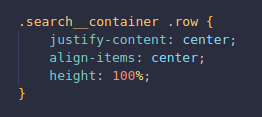 .search__container .row {
    justify-content: center;
    align-items: center;
    height: 100%;
}